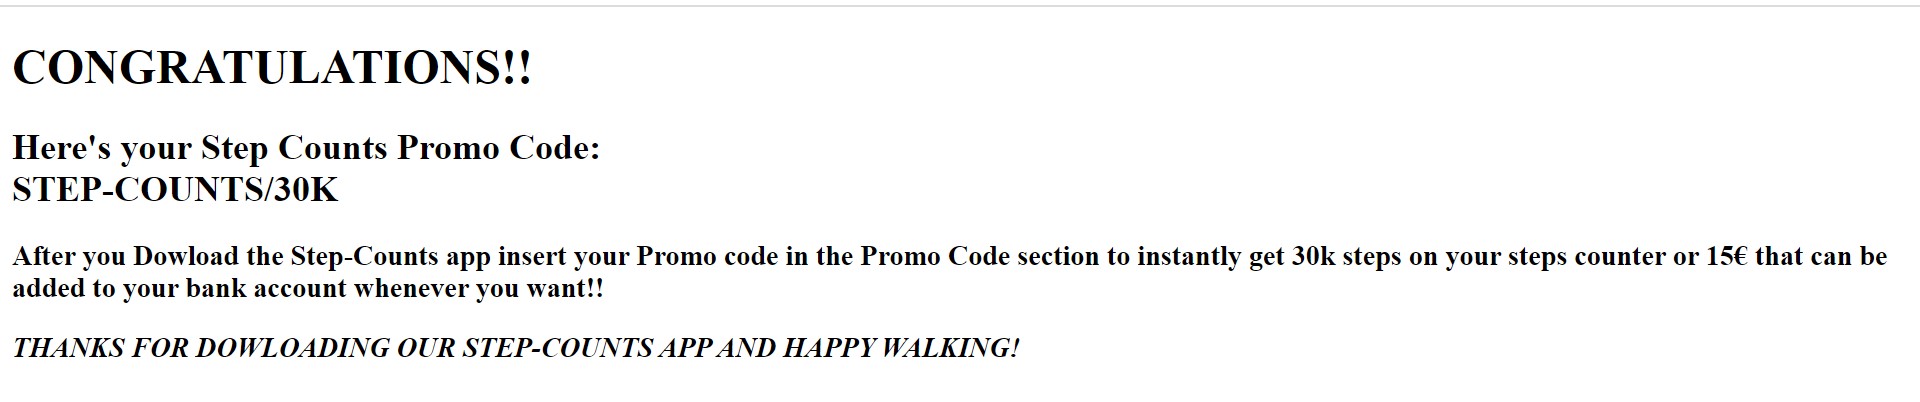 CONGRATULATIONS!!
Here's your Step Counts Promo Code:
STEP-COUNTS/30K
After you Dowload the Step-Counts app insert your Promo code in the Promo Code section to instantly get 30k steps on your steps counter or 15€ that can be
added to your bank account whenever you want!!
THANKS FOR DOWLOADING OUR STEP-COUNTS APP AND HAPPY WALKING!